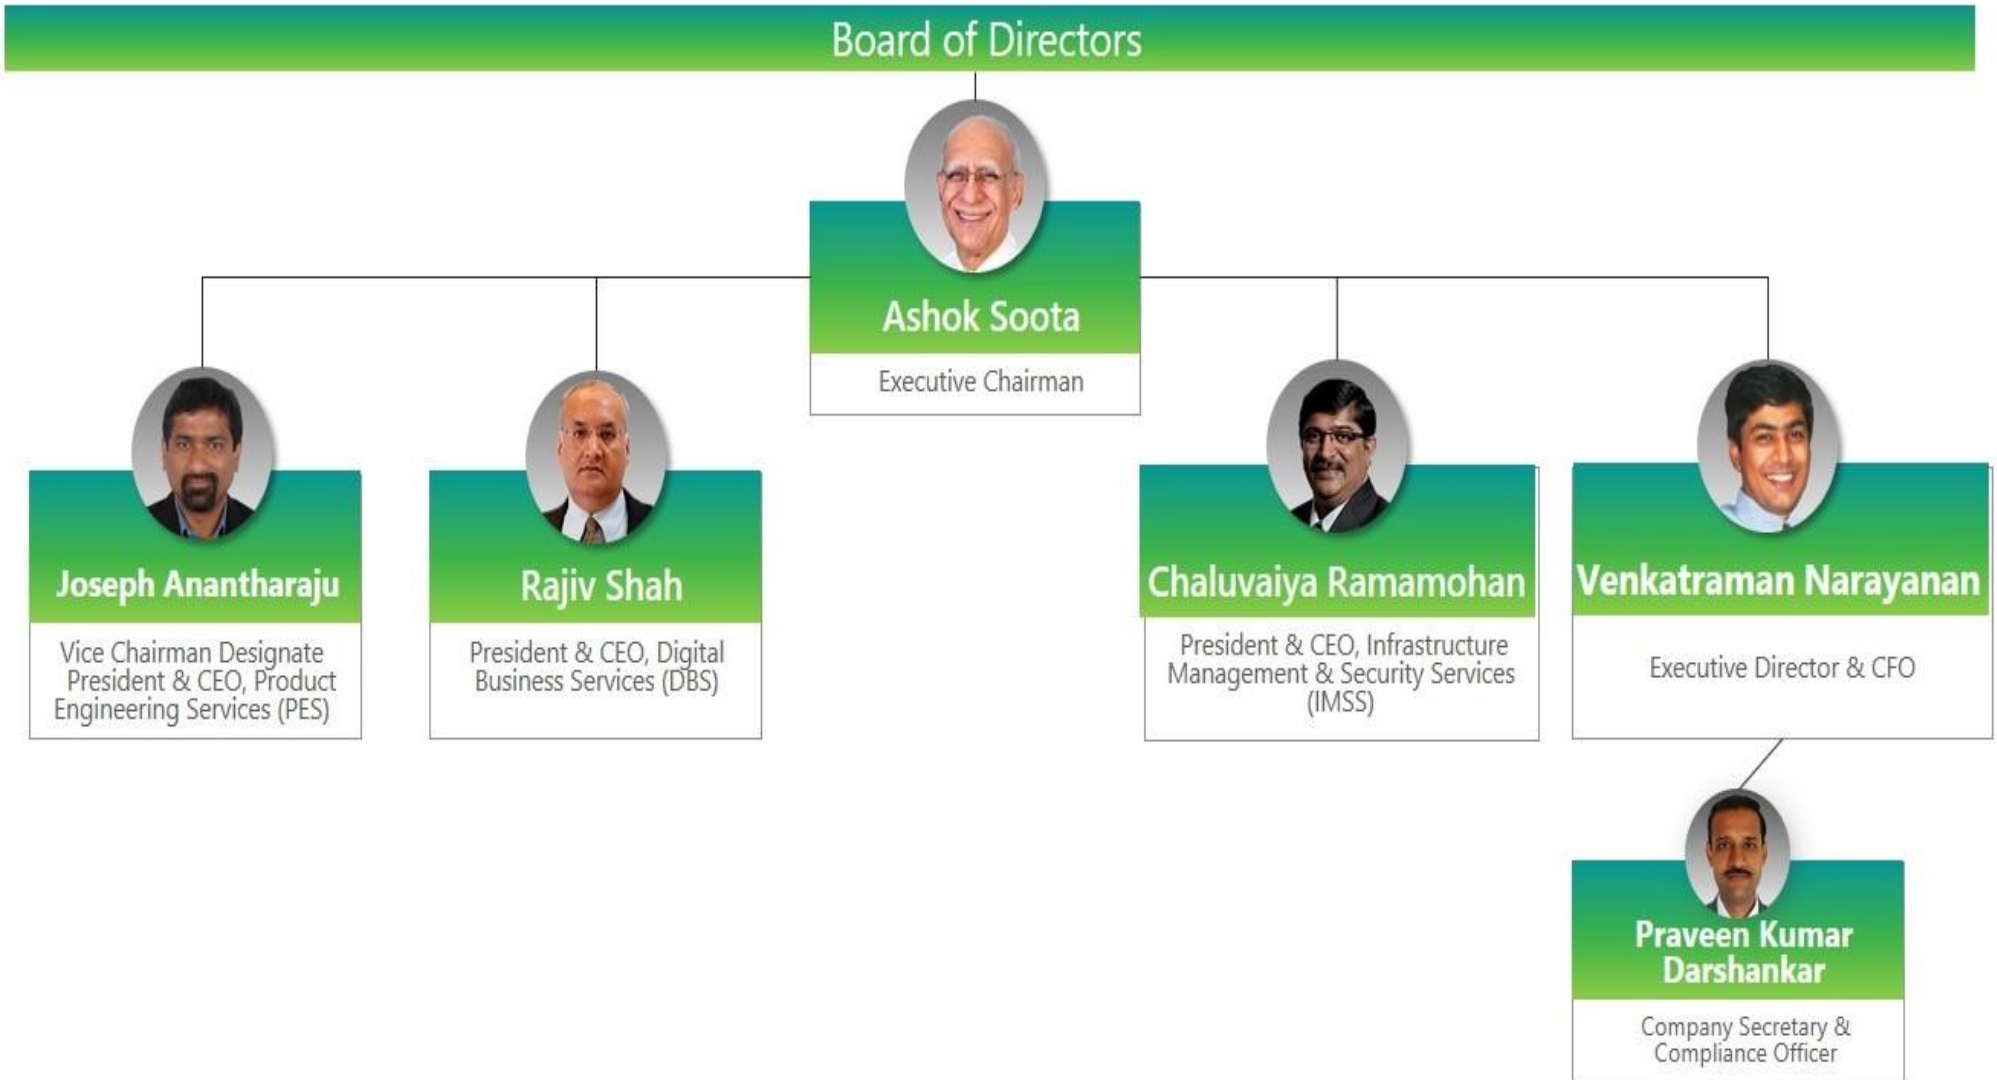 Board of Directors
Ashok Soota
Executive Chairman
Joseph Anantharaju
Vice Chairman Designate
President & CEO, Product
Engineering Services (PES)
Rajiv Shah
President & CEO, Digital
Business Services (DBS)
Chaluvaiya Ramamohan
President & CEO, Infrastructure
Management & Security Services
(IMSS)
Venkatraman Narayanan
Executive Director & CFO
Praveen Kumar
Darshankar
Company Secretary &
Compliance Officer